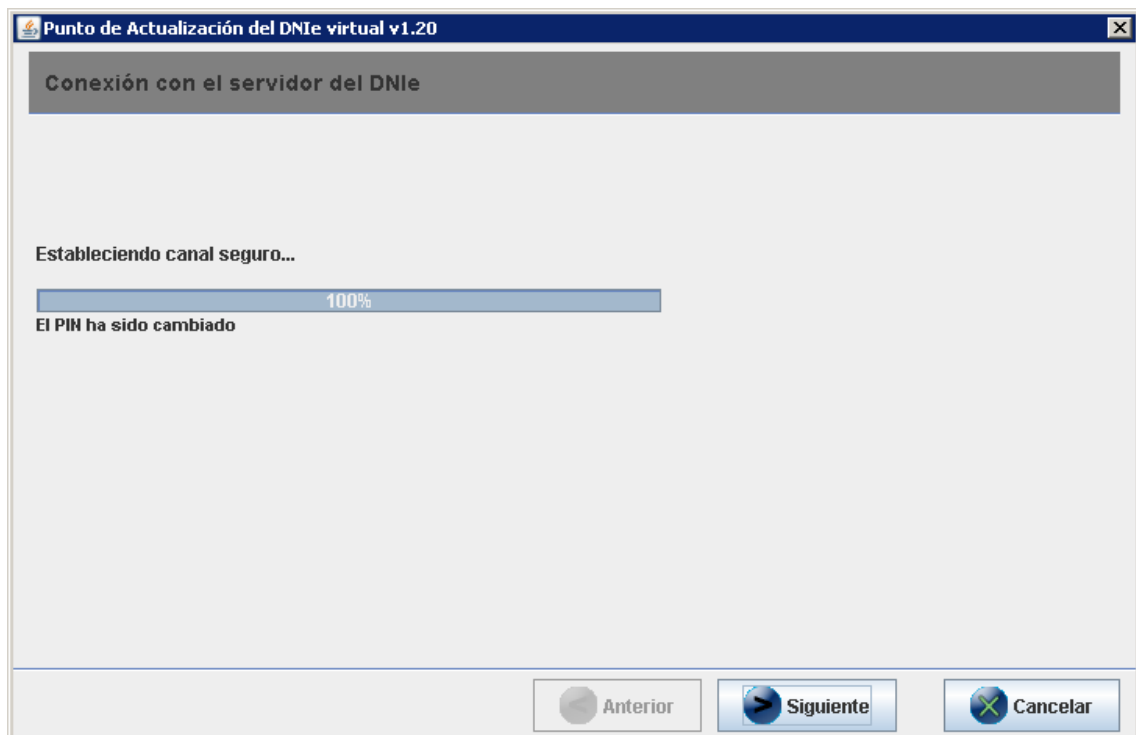 Punto de Actualización del DNIe virtual v1.20
Conexión con el servidor del DNIe
Estableciendo canal seguro...
100%
El PIN ha sido cambiado
Anterior
Siguiente
Cancelar